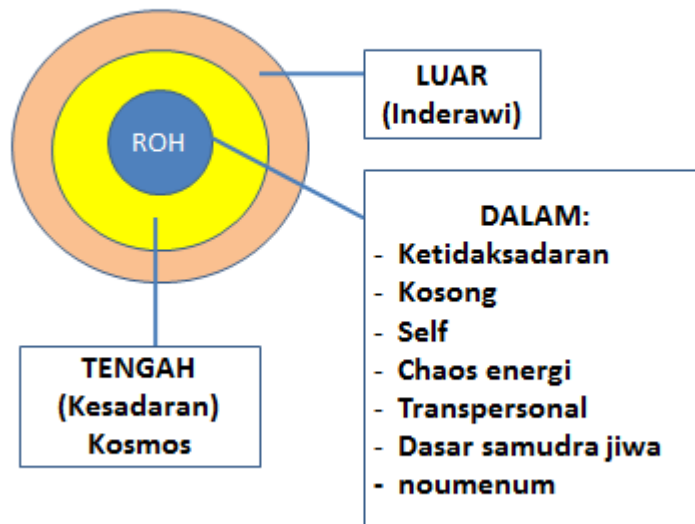 ROH
LUAR
(Inderawi)
DALAM:
- Ketidaksadaran
- Kosong
- Self
- Chaos energi
- Transpersonal
- Dasar samudra jiwa
- noumenum
TENGAH
(Kesadaran)
Kosmos